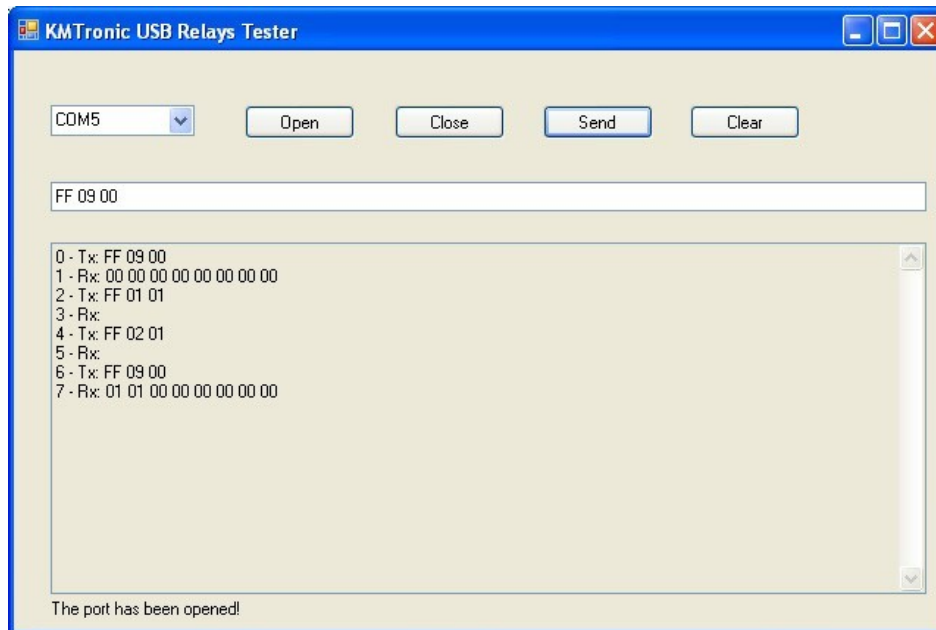 KMTronic USB Relays Tester
COM5 Open Close Send Clear
FF 09 00
0 - Tx: FF 09 00
1 - Rx: 00 00 00 00 00 00 00 00
2 - Tx: FF 01 01
3 - Rx:
4 - Tx: FF 02 01
5 - Rx:
6 - Tx: FF 09 00
7 - Rx: 01 01 00 00 00 00 00 00
The port has been opened!